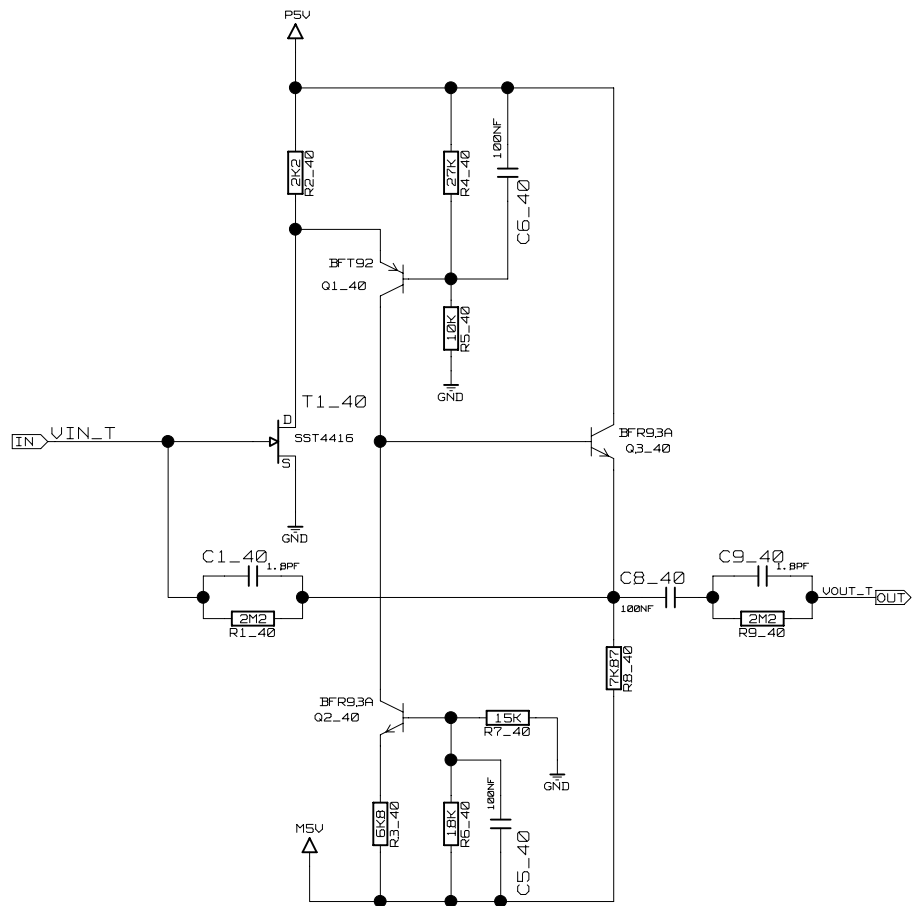 P5V
2K2
R2_40
27K
R4_40
100NF
C6_40
BFT92
Q1_40
10K
R5_40
GND
T1_40
D
SST4416
S
IN
VIN_T
GND
BFR93A
Q3_40
C1_40
1.8PF
2M2
R1_40
C8_40
100NF
C9_40
1.8PF
2M2
R9_40
VOUT_T
OUT
7K87
R8_40
BFR93A
Q2_40
15K
R7_40
GND
6K8
R3_40
18K
R6_40
100NF
C5_40
M5V